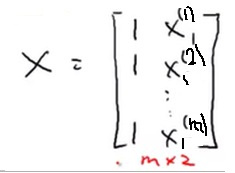 X = [ 1 x₁⁽¹⁾
1 x₁⁽²⁾
⋮ ⋮
1 x₁⁽ᵐ⁾ ]
m × 2